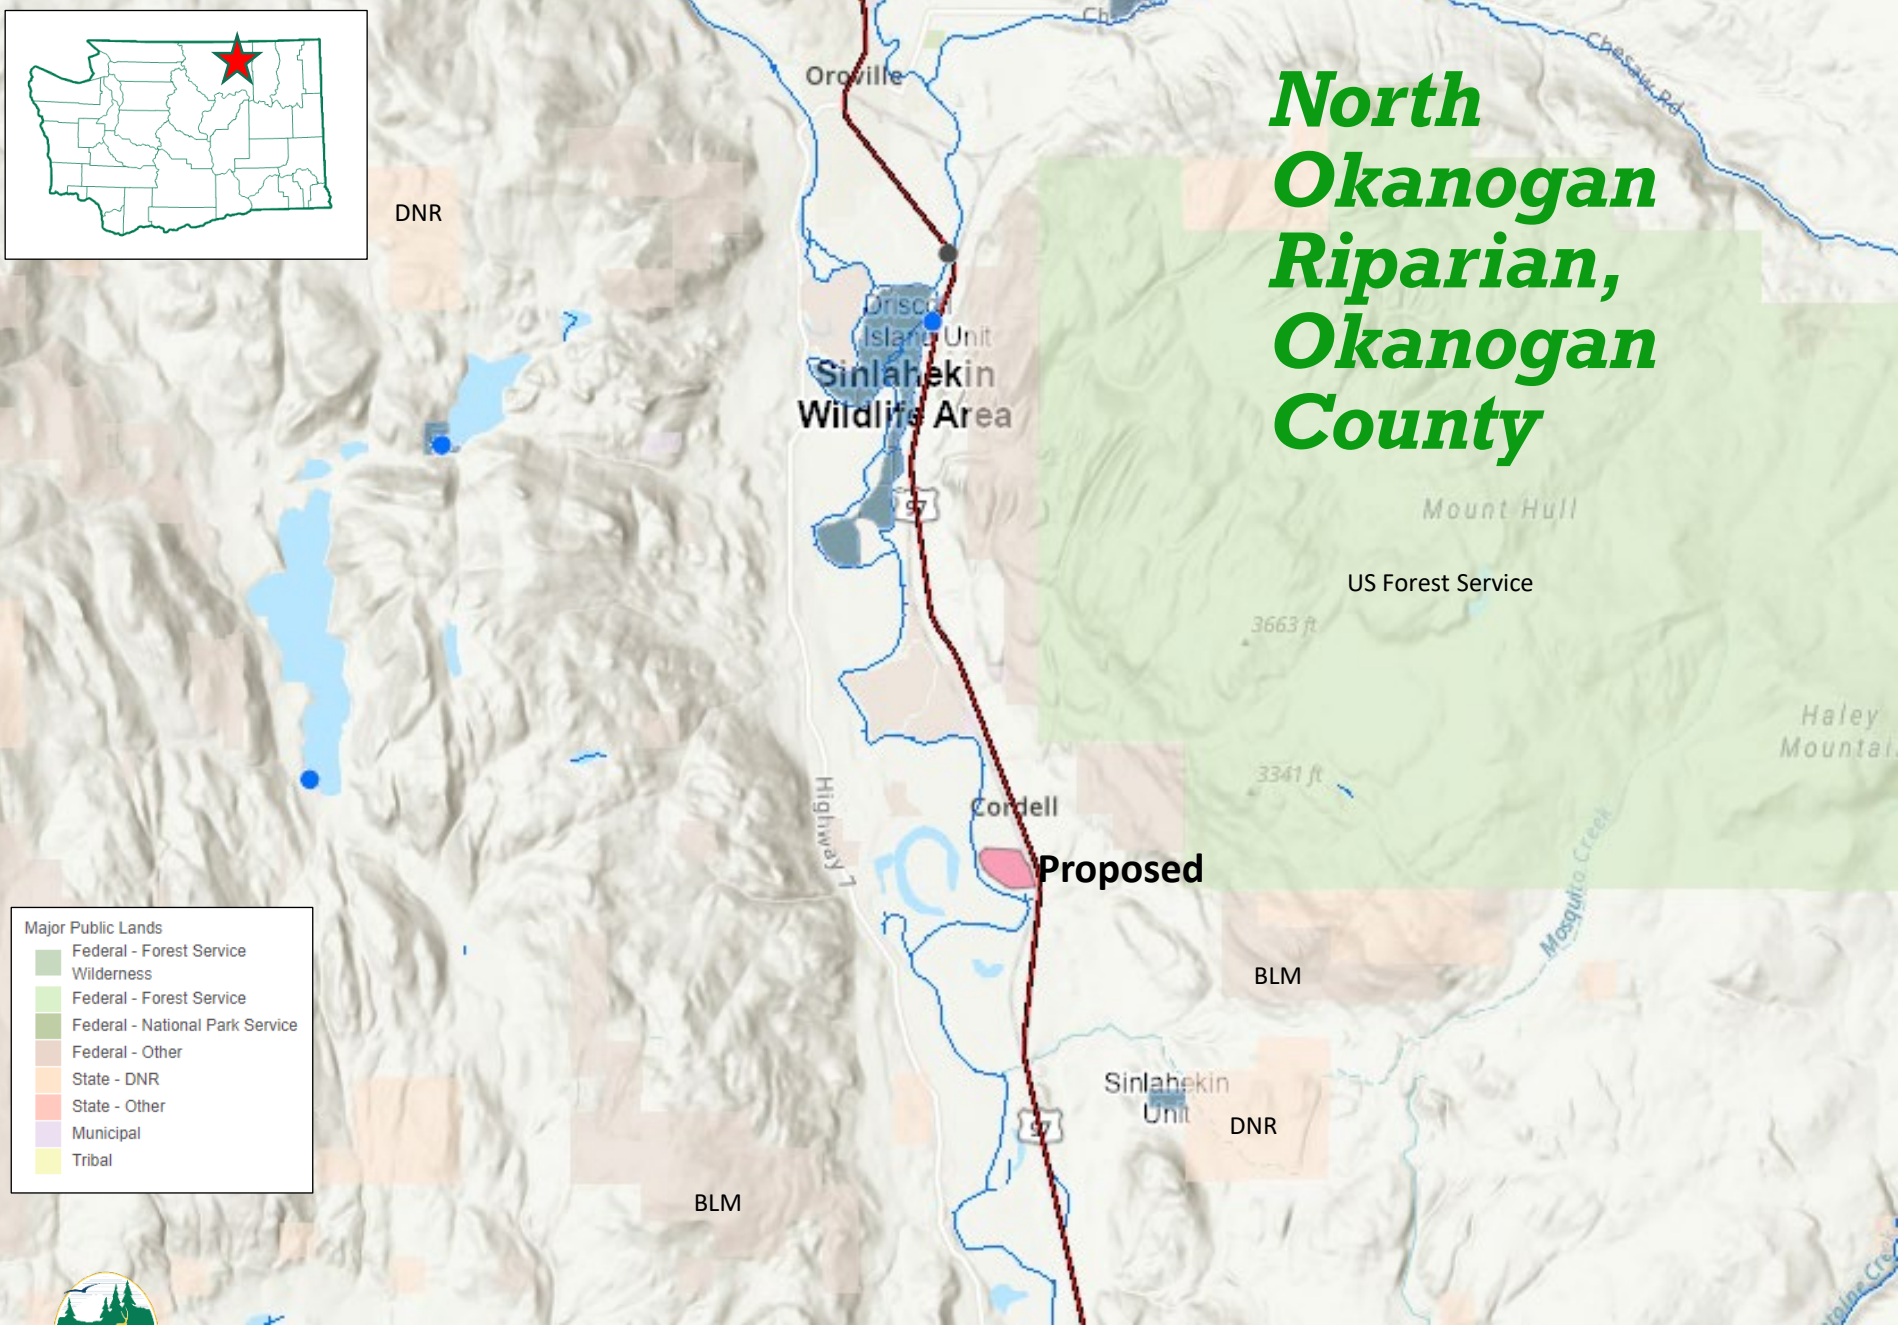 North
Okanogan
Riparian,
Okanogan
County
Chesaw Rd
Oroville
DNR
Driscoll
Island Unit
Sinlahekin
Wildlife Area
97
Mount Hull
US Forest Service
3663 ft
Haley
Mountai
3341 ft
Highway 7
Cordell
Proposed
Mosquito Creek
BLM
Sinlahekin
Unit
DNR
97
BLM
Major Public Lands
Federal - Forest Service
Wilderness
Federal - Forest Service
Federal - National Park Service
Federal - Other
State - DNR
State - Other
Municipal
Tribal